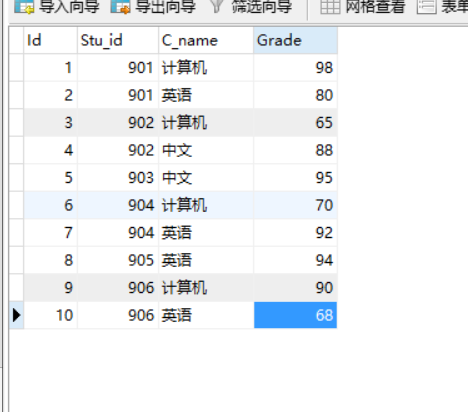 导入向导 导出向导 筛选向导 网格查看 表单
Id Stu_id C_name Grade
1 901 计算机 98
2 901 英语 80
3 902 计算机 65
4 902 中文 88
5 903 中文 95
6 904 计算机 70
7 904 英语 92
8 905 英语 94
9 906 计算机 90
10 906 英语 68